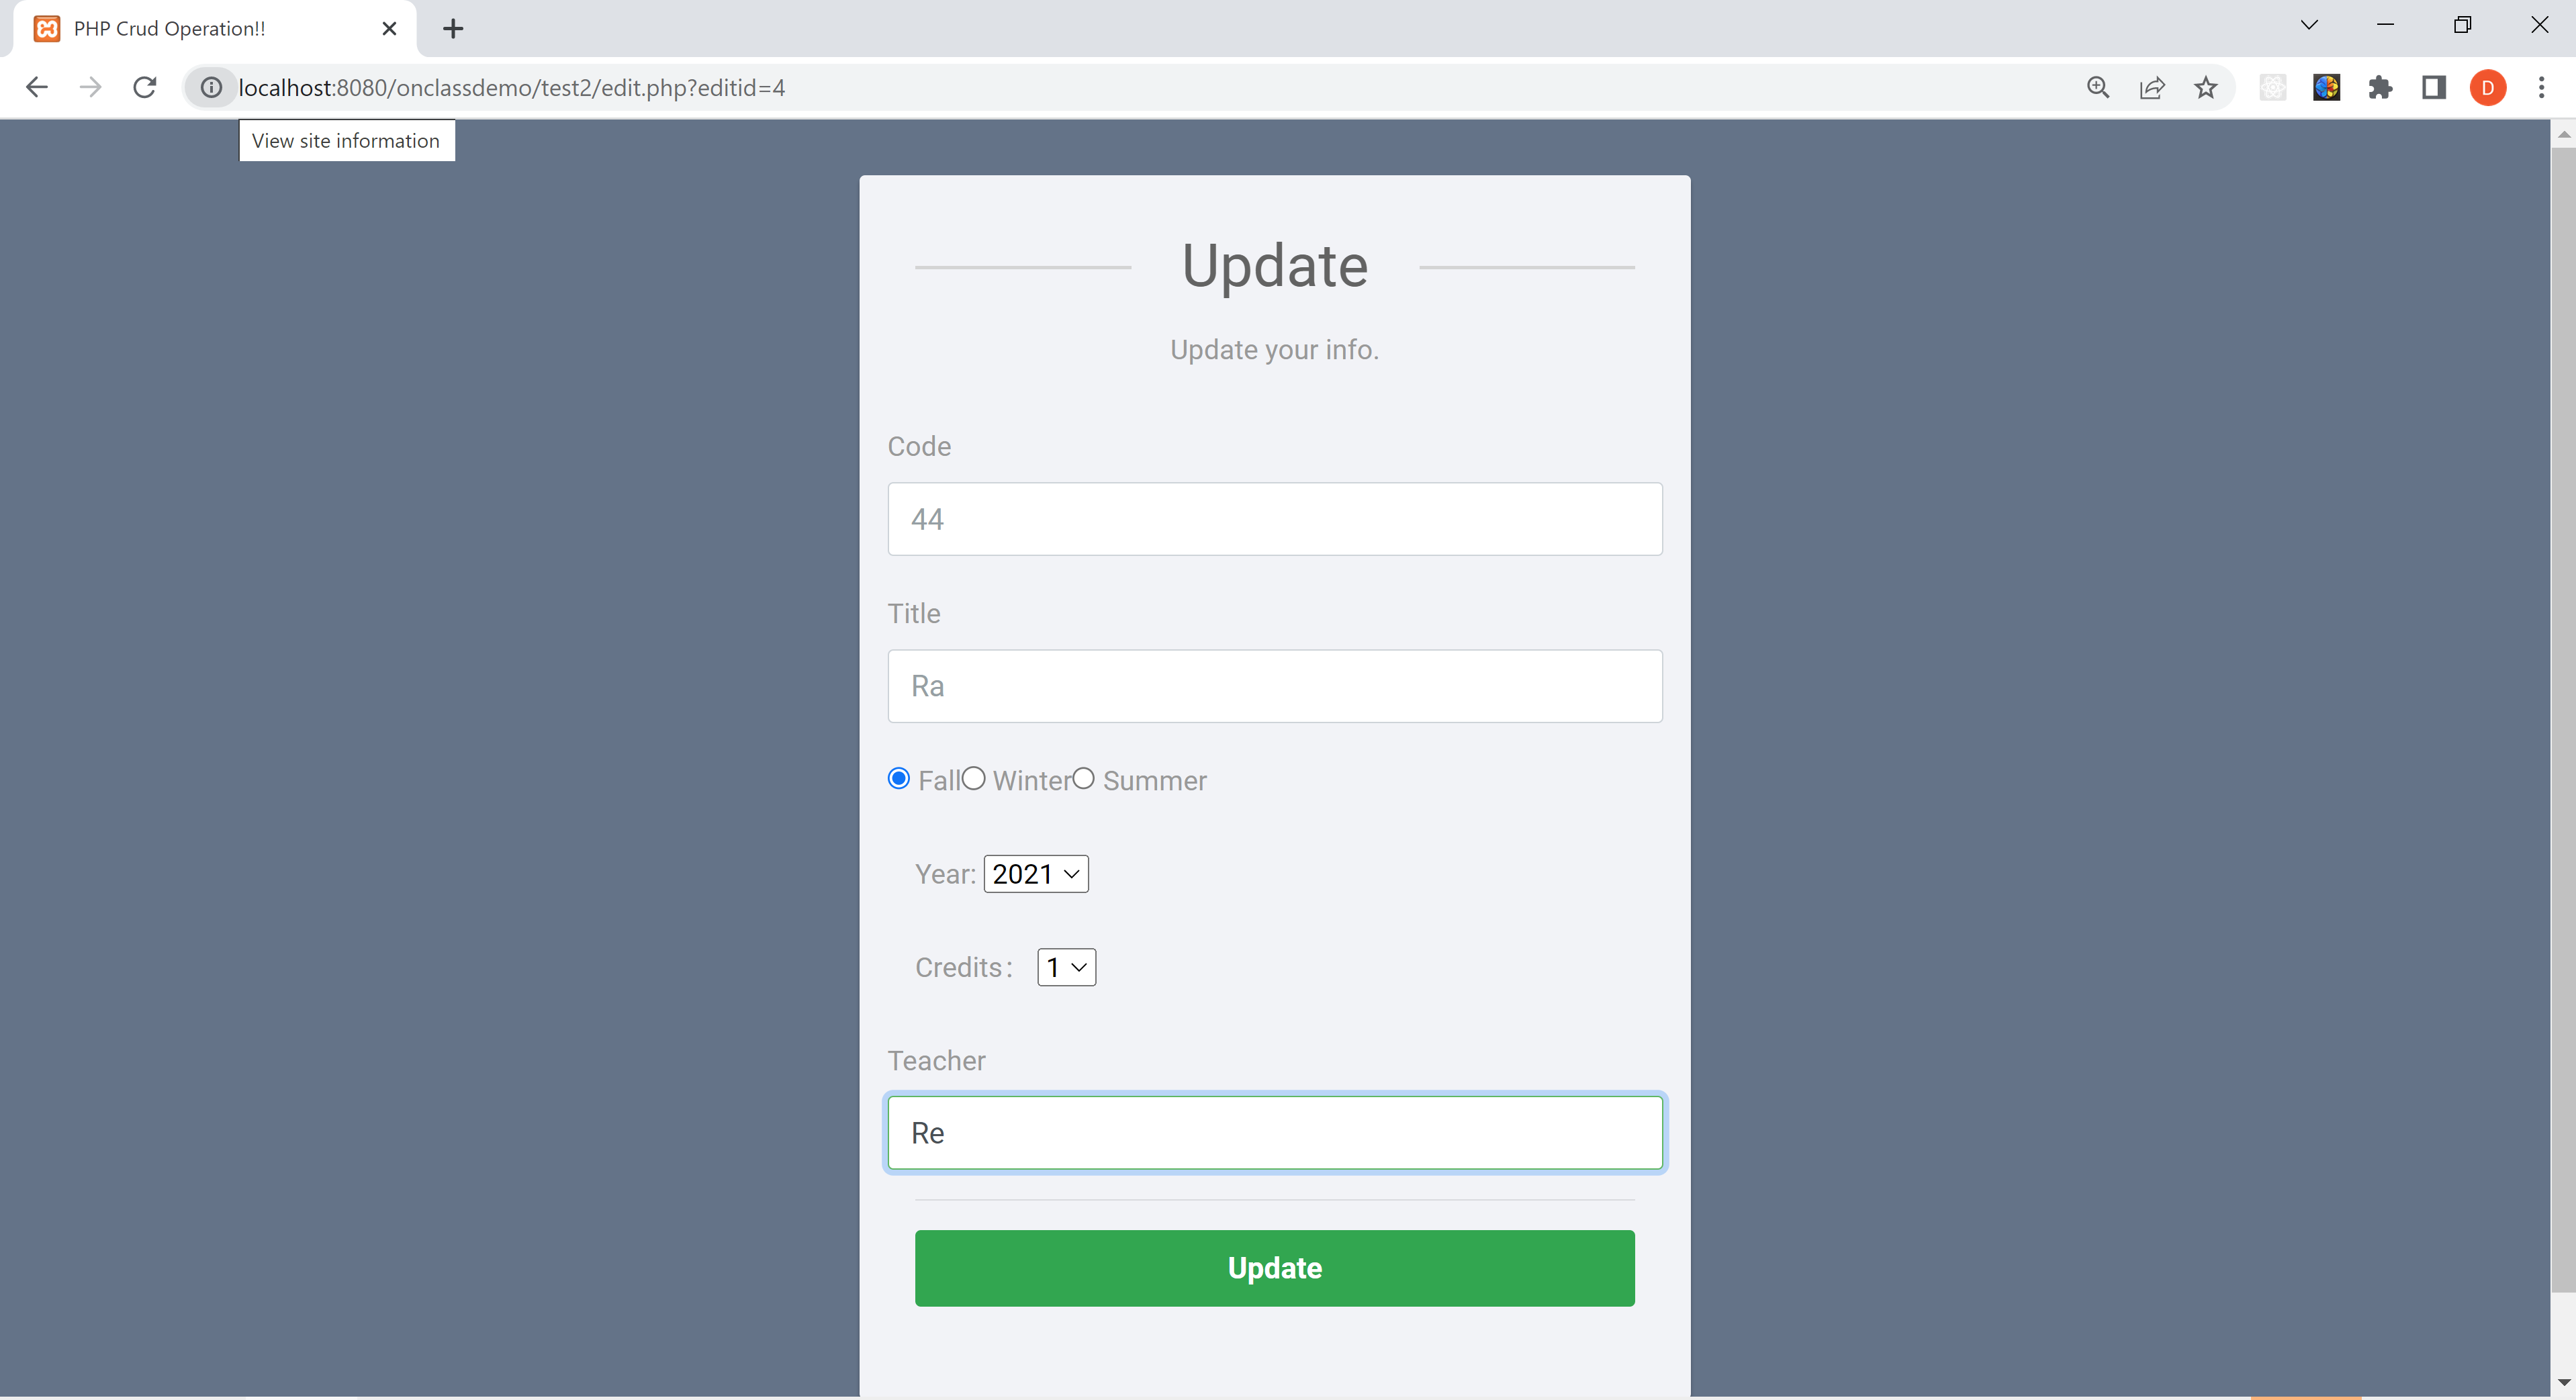 PHP Crud Operation!!
localhost:8080/onclassdemo/test2/edit.php?editid=4
D
View site information
Update
Update your info.
Code
44
Title
Ra
Fall Winter Summer
Year: 2021
Credits: 1
Teacher
Re
Update